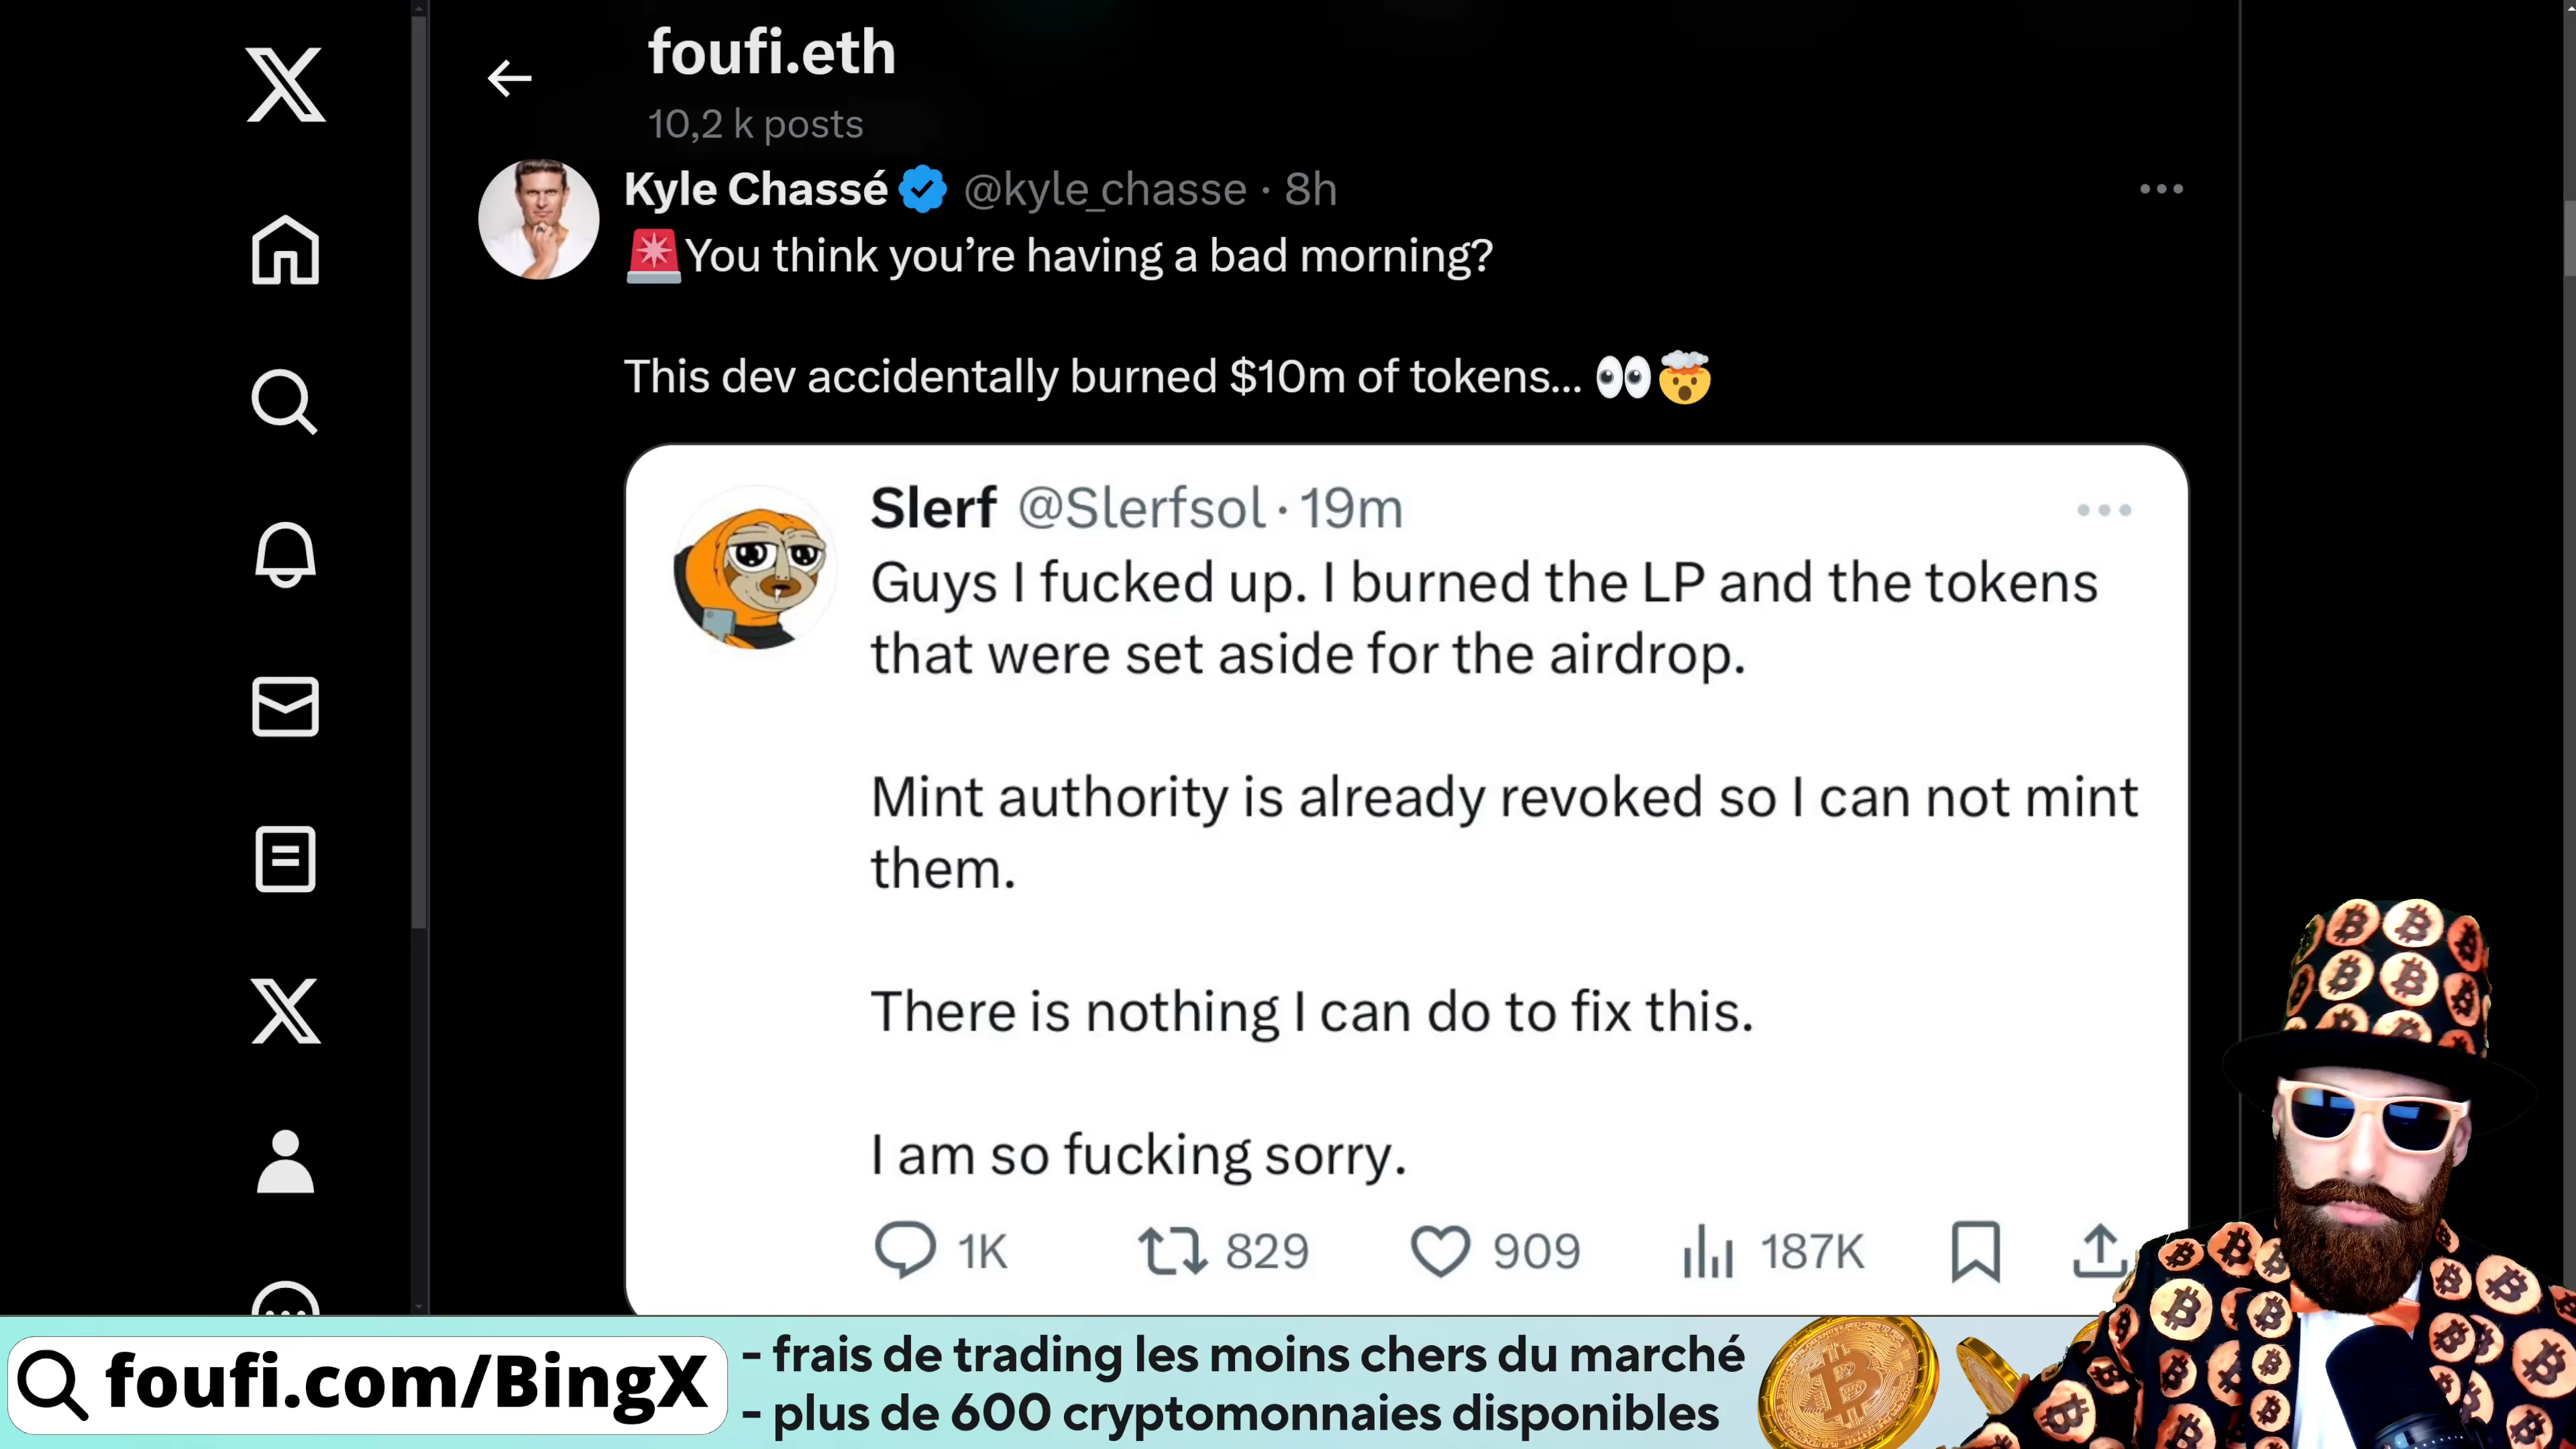 foufi.eth
10,2 k posts
Kyle Chassé @kyle_chasse · 8h
🚨You think you’re having a bad morning?
This dev accidentally burned $10m of tokens... 👀🤯
Slerf @Slerfsol · 19m
Guys I fucked up. I burned the LP and the tokens
that were set aside for the airdrop.
Mint authority is already revoked so I can not mint
them.
There is nothing I can do to fix this.
I am so fucking sorry.
1K 829 909 187K
foufi.com/BingX
- frais de trading les moins chers du marché
- plus de 600 cryptomonnaies disponibles